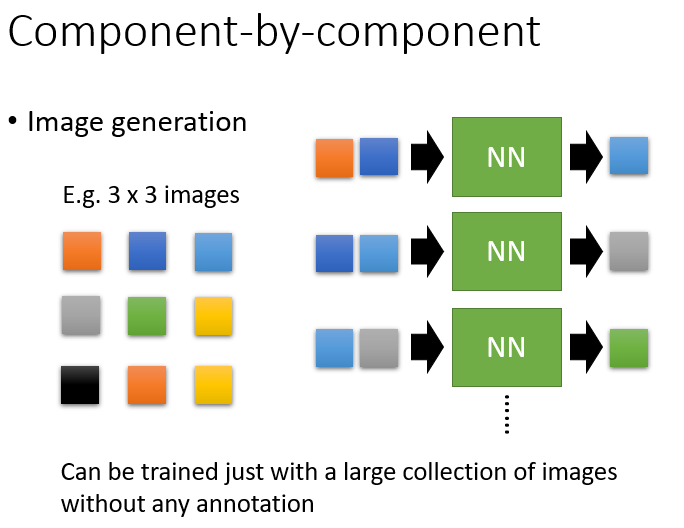 Component-by-component
• Image generation
E.g. 3 x 3 images
NN
NN
NN
Can be trained just with a large collection of images
without any annotation